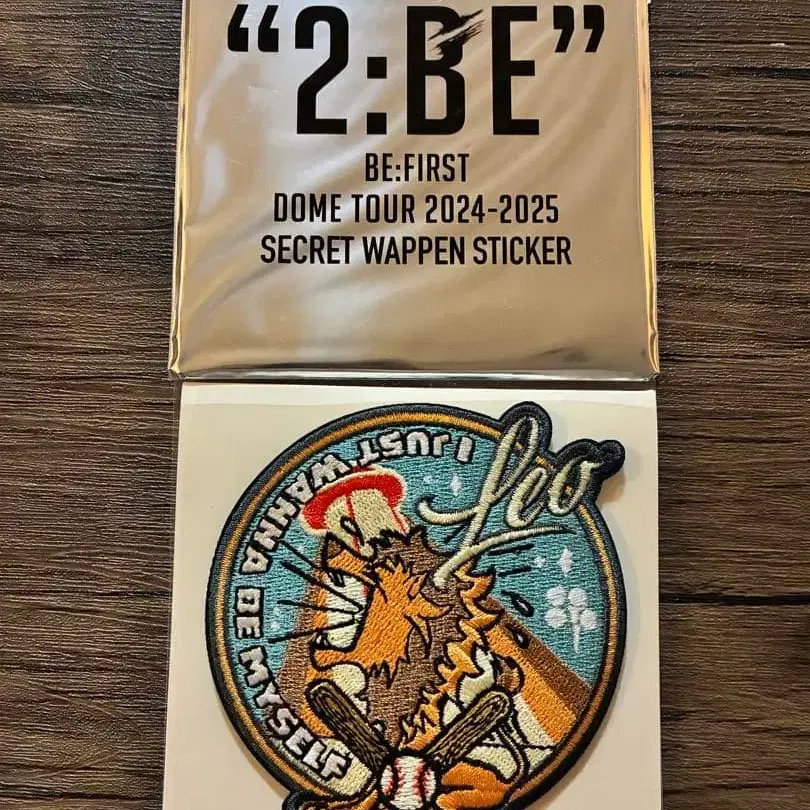 “2:BE”
BE:FIRST
DOME TOUR 2024-2025
SECRET WAPPEN STICKER
Leo
I JUST WANNA BE MYSELF